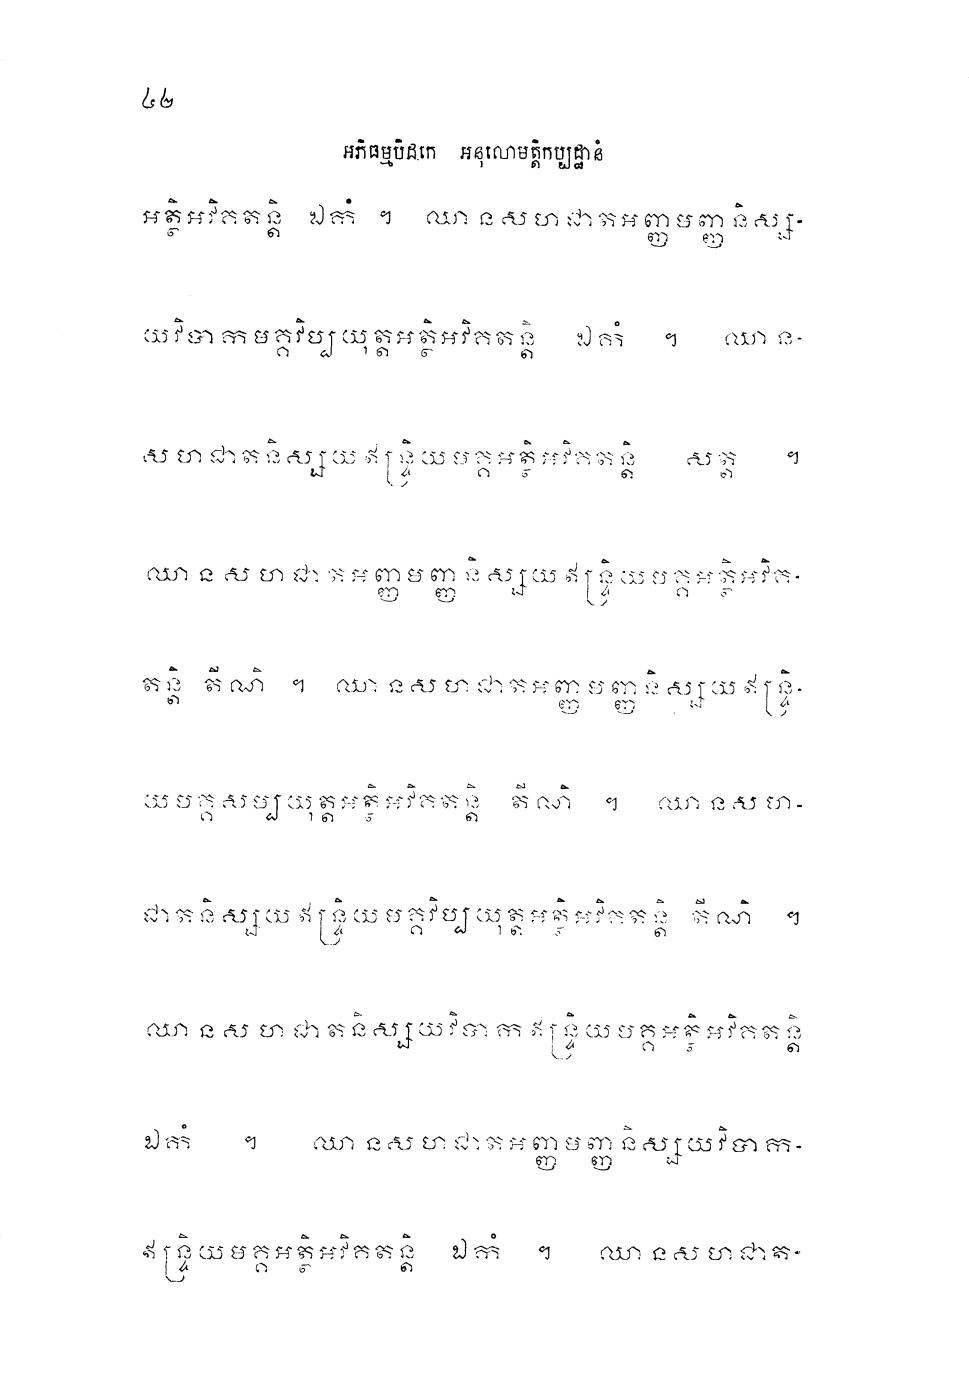 ៤២
អភិធម្មបិដកេ អនុលោមត្តិកប្បដ្ឋានំ
អត្ថិអវិគតន្តិ ឯកំ ។ ឈានសហជាតអញ្ញមញ្ញនិស្ស-
យវិបាកមគ្គវិប្បយុត្តអត្ថិអវិគតន្តិ ឯកំ ។ ឈាន-
សហជាតនិស្សយឥន្ទ្រិយមគ្គអត្ថិអវិគតន្តិ សត្ត ។
ឈានសហជាតអញ្ញមញ្ញនិស្សយឥន្ទ្រិយមគ្គអត្ថិអវិគ-
តន្តិ តីណិ ។ ឈានសហជាតអញ្ញមញ្ញនិស្សយឥន្ទ្រិ-
យមគ្គសម្បយុត្តអត្ថិអវិគតន្តិ តីណិ ។ ឈានសហ-
ជាតនិស្សយឥន្ទ្រិយមគ្គវិប្បយុត្តអត្ថិអវិគតន្តិ តីណិ ។
ឈានសហជាតនិស្សយវិបាកឥន្ទ្រិយមគ្គអត្ថិអវិគតន្តិ
ឯកំ ។ ឈានសហជាតអញ្ញមញ្ញនិស្សយវិបាក-
ឥន្ទ្រិយមគ្គអត្ថិអវិគតន្តិ ឯកំ ។ ឈានសហជាត-